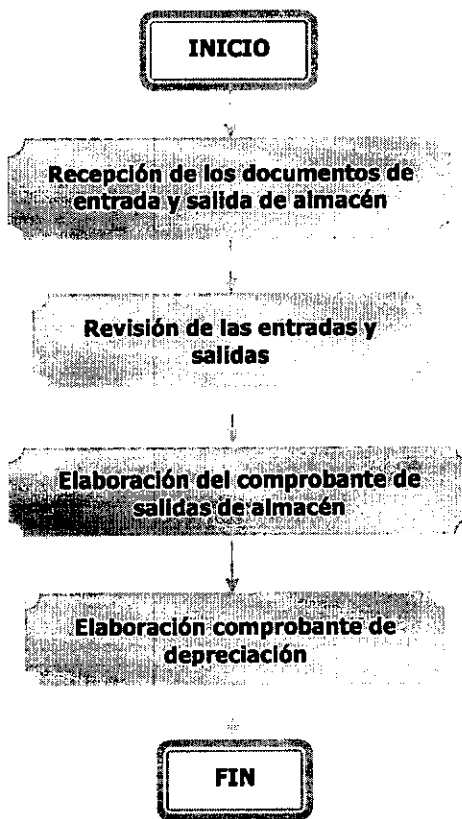 INICIO
Recepción de los documentos de
entrada y salida de almacén
Revisión de las entradas y
salidas
Elaboración del comprobante de
salidas de almacén
Elaboración comprobante de
depreciación
FIN